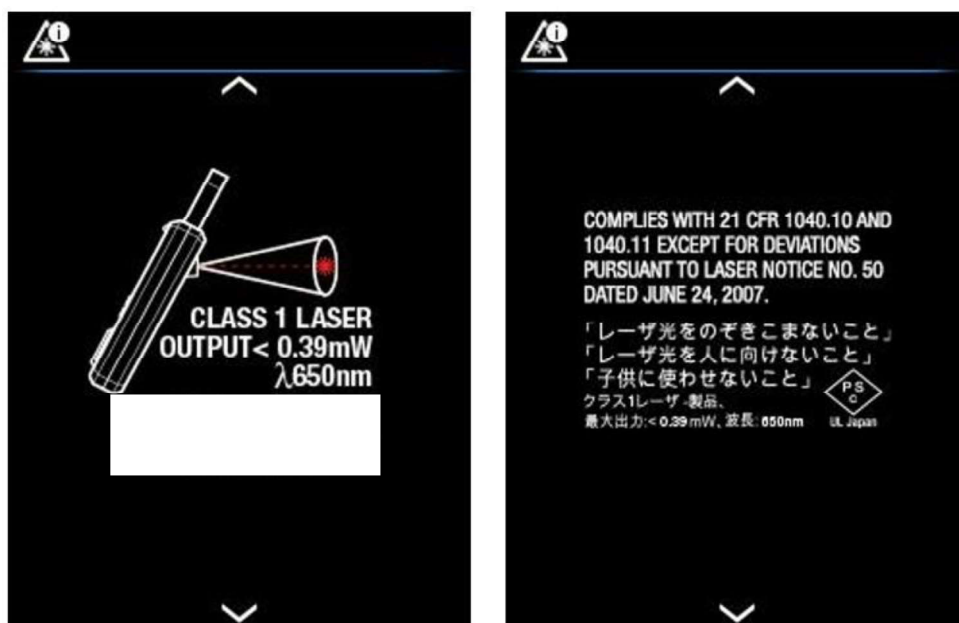 CLASS 1 LASER
OUTPUT< 0.39mW
λ650nm
COMPLIES WITH 21 CFR 1040.10 AND
1040.11 EXCEPT FOR DEVIATIONS
PURSUANT TO LASER NOTICE NO. 50
DATED JUNE 24, 2007.
「レーザ光をのぞきこまないこと」
「レーザ光を人に向けないこと」
「子供に使わせないこと」
クラス1レーザ-製品、
最大出力:< 0.39 mW、波長: 650nm
PS
C
UL Japan